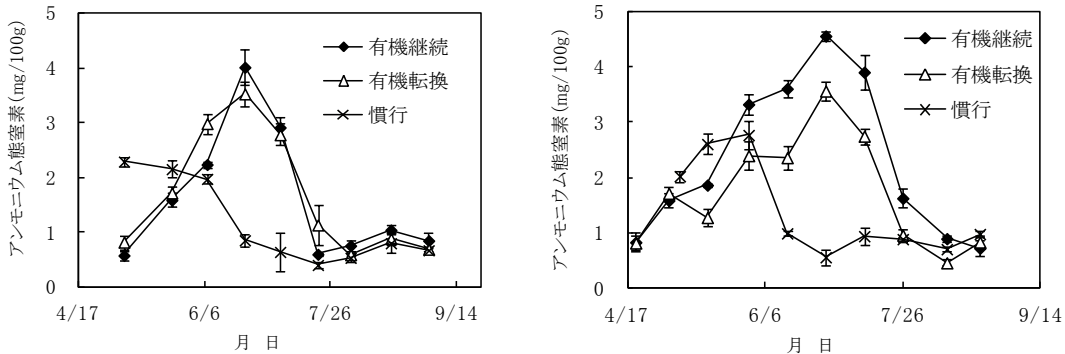 アンモニウム態窒素(mg/100g)
5
4
3
2
1
0
有機継続
有機転換
慣行
4/17
6/6
7/26
9/14
月 日
アンモニウム態窒素(mg/100g)
5
4
3
2
1
0
有機継続
有機転換
慣行
4/17
6/6
7/26
9/14
月 日